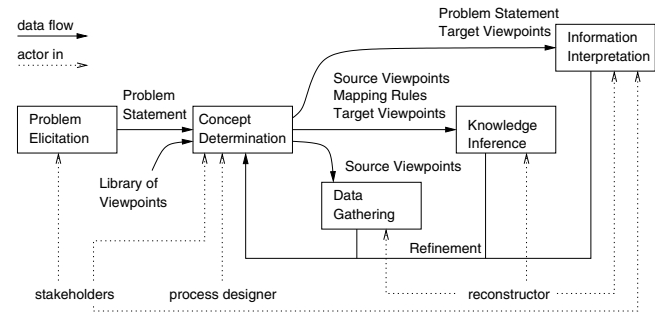 data flow
actor in
Problem Statement
Target Viewpoints
Information
Interpretation
Source Viewpoints
Mapping Rules
Target Viewpoints
Problem
Statement
Problem
Elicitation
Concept
Determination
Knowledge
Inference
Library of
Viewpoints
Source Viewpoints
Data
Gathering
Refinement
stakeholders
process designer
reconstructor